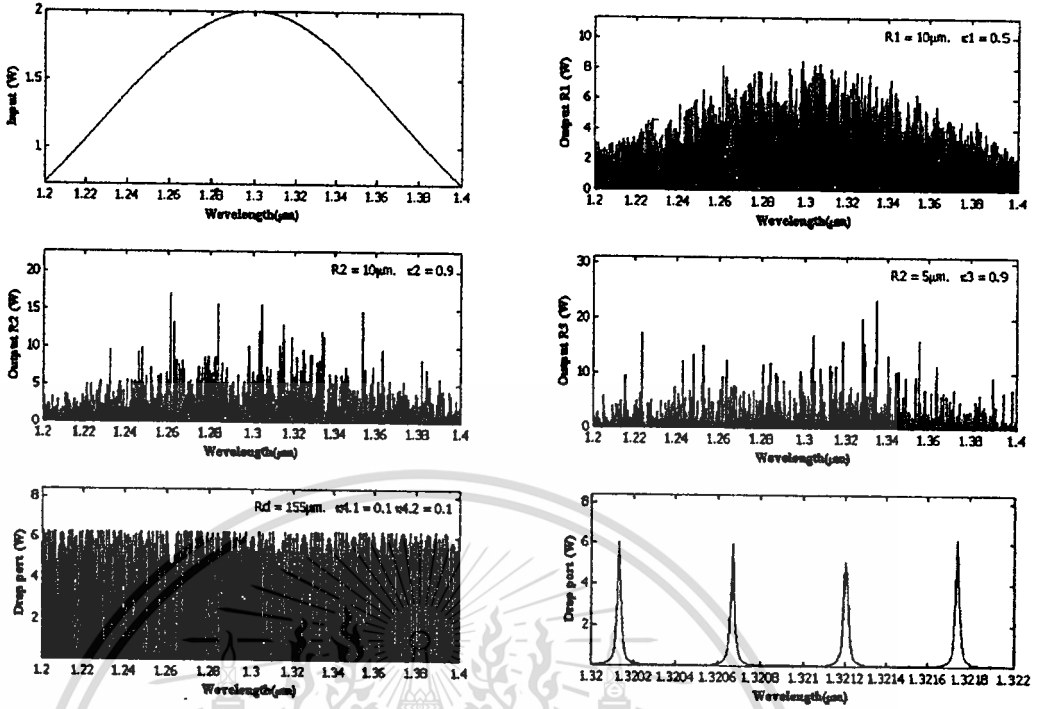 2
1.5
1
Input (W)
1.2 1.22 1.24 1.26 1.28 1.3 1.32 1.34 1.36 1.38 1.4
Wavelength(μm)
R1 = 10μm. κ1 = 0.5
10
8
6
4
2
0
Output R1 (W)
1.2 1.22 1.24 1.26 1.28 1.3 1.32 1.34 1.36 1.38 1.4
Wavelength(μm)
R2 = 10μm. κ2 = 0.9
20
15
10
5
0
Output R2 (W)
1.2 1.22 1.24 1.26 1.28 1.3 1.32 1.34 1.36 1.38 1.4
Wavelength(μm)
R2 = 5μm. κ3 = 0.9
30
20
10
0
Output R3 (W)
1.2 1.22 1.24 1.26 1.28 1.3 1.32 1.34 1.36 1.38 1.4
Wavelength(μm)
Rd = 155μm. κ4.1 = 0.1 κ4.2 = 0.1
8
6
4
2
Drop port (W)
1.2 1.22 1.24 1.26 1.28 1.3 1.32 1.34 1.36 1.38 1.4
Wavelength(μm)
8
6
4
2
Drop port (W)
1.32 1.3202 1.3204 1.3206 1.3208 1.321 1.3212 1.3214 1.3216 1.3218 1.322
Wavelength(μm)